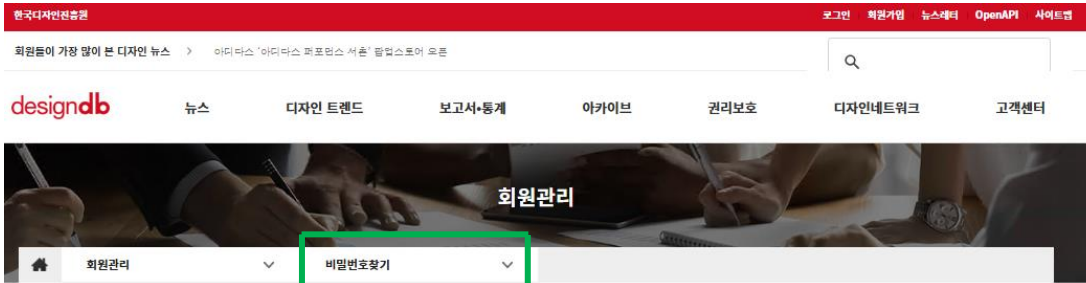 한국디자인진흥원
로그인 회원가입 뉴스레터 OpenAPI 사이트맵
회원들이 가장 많이 본 디자인 뉴스 > 아디다스 '아디다스 퍼포먼스 서촌' 팝업스토어 오픈
designdb 뉴스 디자인 트렌드 보고서•통계 아카이브 권리보호 디자인네트워크 고객센터
회원관리
회원관리 비밀번호찾기